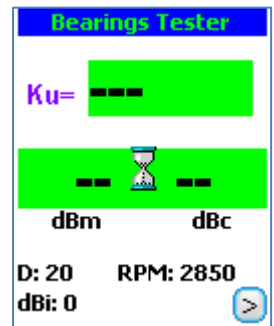 Bearings Tester
Ku= ---
-- --
dBm dBc
D: 20 RPM: 2850
dBi: 0 >